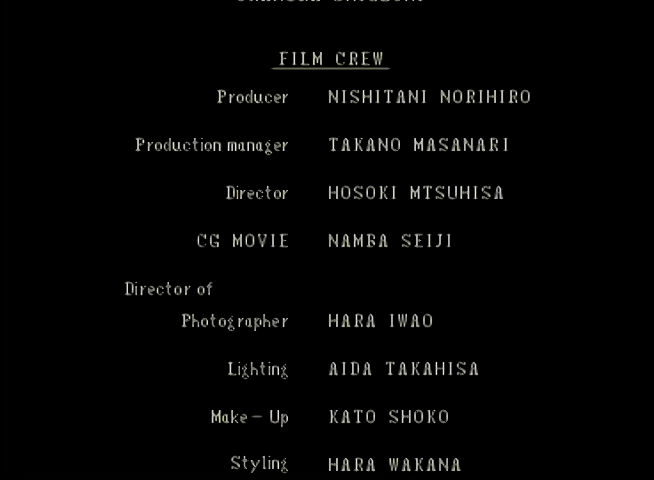 FILM CREW
Producer NISHITANI NORIHIRO
Production manager TAKANO MASANARI
Director HOSOKI MTSUHISA
CG MOVIE NAMBA SEIJI
Director of
Photographer HARA IWAO
Lighting AIDA TAKAHISA
Make-Up KATO SHOKO
Styling HARA WAKANA